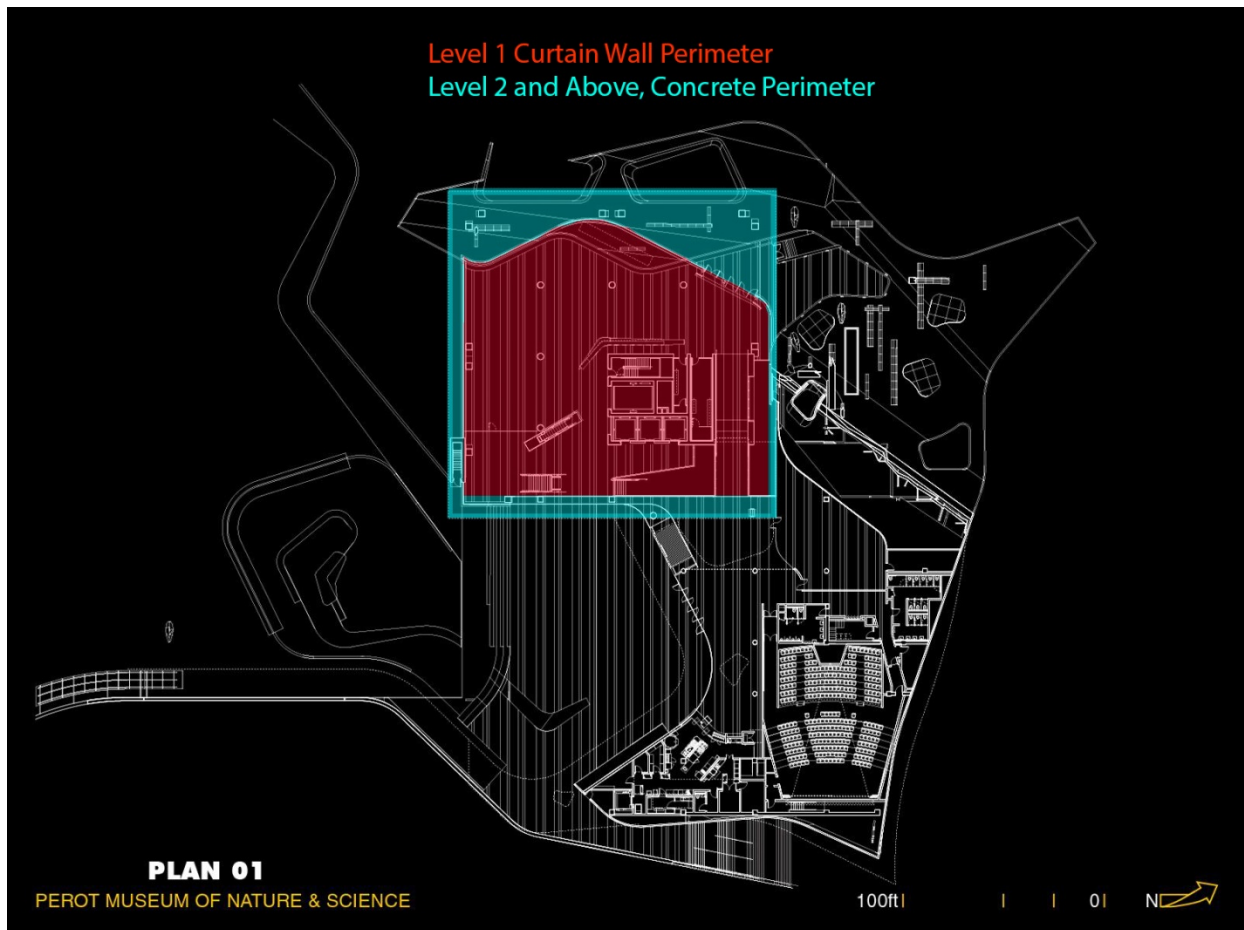 Level 1 Curtain Wall Perimeter
Level 2 and Above, Concrete Perimeter
PLAN 01
PEROT MUSEUM OF NATURE & SCIENCE
100ft 0 N